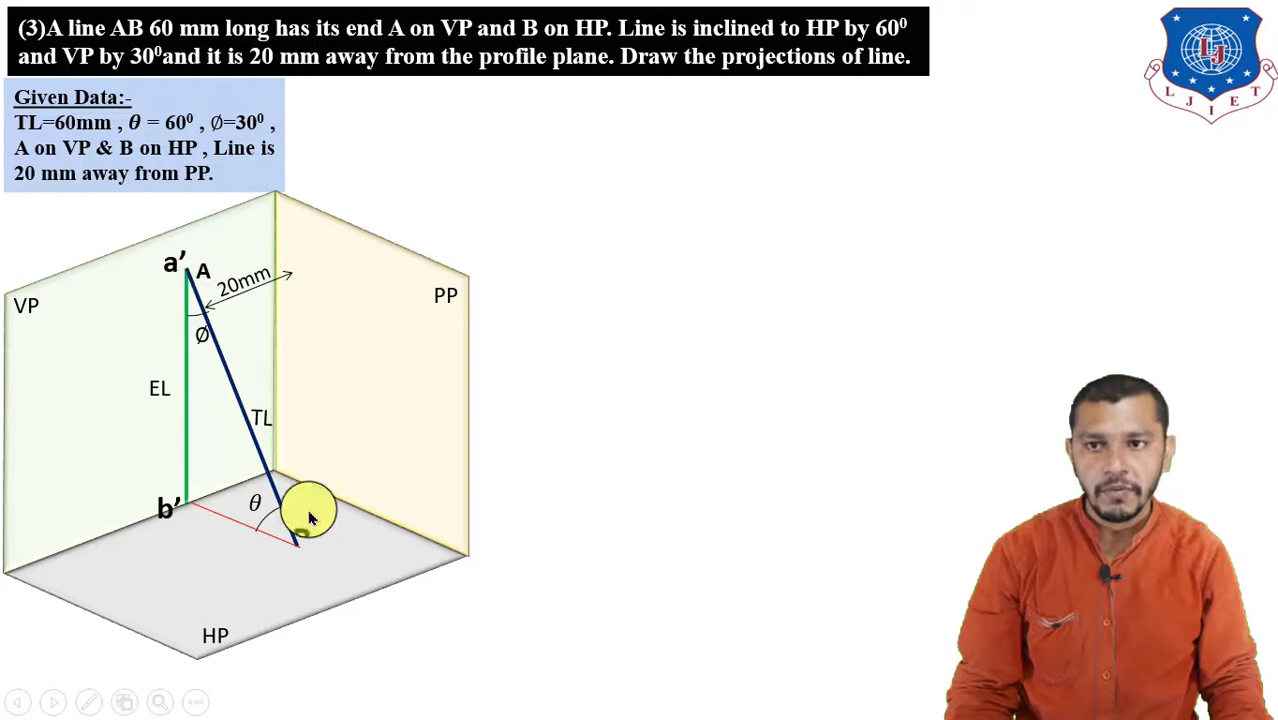 (3)A line AB 60 mm long has its end A on VP and B on HP. Line is inclined to HP by 60⁰
and VP by 30⁰and it is 20 mm away from the profile plane. Draw the projections of line.
Given Data:-
TL=60mm , 𝜃 = 60⁰ , ∅=30⁰ ,
A on VP & B on HP , Line is
20 mm away from PP.
L J I E T
a’
A
20mm
VP
PP
Ø
EL
TL
b’
θ
HP